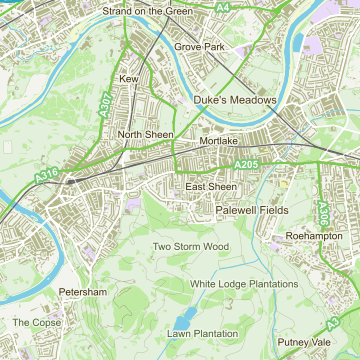 Strand on the Green
A4
Grove Park
Kew
Duke's Meadows
A307
North Sheen
Mortlake
A205
A316
East Sheen
Palewell Fields
A306
Roehampton
Two Storm Wood
White Lodge Plantations
Petersham
The Copse
Lawn Plantation
A3
Putney Vale